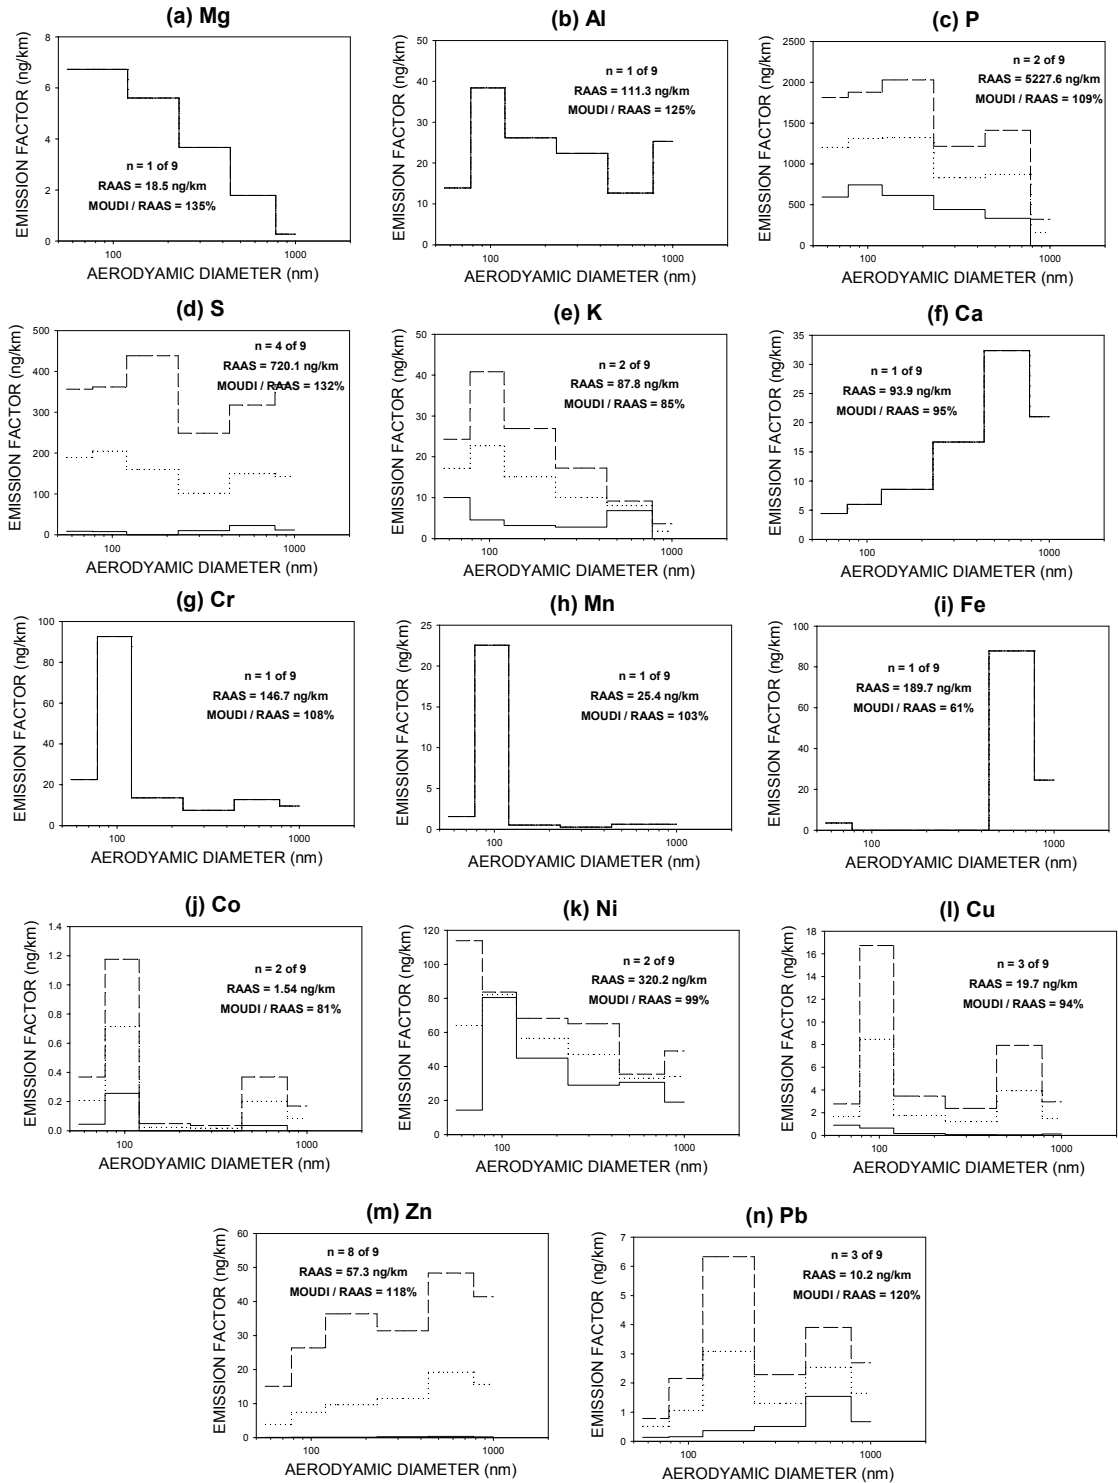 (a) Mg
EMISSION FACTOR (ng/km)
8
6
4
2
0
n = 1 of 9
RAAS = 18.5 ng/km
MOUDI / RAAS = 135%
100
1000
AERODYAMIC DIAMETER (nm)
(b) Al
EMISSION FACTOR (ng/km)
50
40
30
20
10
0
n = 1 of 9
RAAS = 111.3 ng/km
MOUDI / RAAS = 125%
100
1000
AERODYAMIC DIAMETER (nm)
(c) P
EMISSION FACTOR (ng/km)
2500
2000
1500
1000
500
0
n = 2 of 9
RAAS = 5227.6 ng/km
MOUDI / RAAS = 109%
100
1000
AERODYAMIC DIAMETER (nm)
(d) S
EMISSION FACTOR (ng/km)
500
400
300
200
100
0
n = 4 of 9
RAAS = 720.1 ng/km
MOUDI / RAAS = 132%
100
1000
AERODYAMIC DIAMETER (nm)
(e) K
EMISSION FACTOR (ng/km)
50
40
30
20
10
0
n = 2 of 9
RAAS = 87.8 ng/km
MOUDI / RAAS = 85%
100
1000
AERODYAMIC DIAMETER (nm)
(f) Ca
EMISSION FACTOR (ng/km)
35
30
25
20
15
10
5
0
n = 1 of 9
RAAS = 93.9 ng/km
MOUDI / RAAS = 95%
100
1000
AERODYAMIC DIAMETER (nm)
(g) Cr
EMISSION FACTOR (ng/km)
100
80
60
40
20
0
n = 1 of 9
RAAS = 146.7 ng/km
MOUDI / RAAS = 108%
100
1000
AERODYAMIC DIAMETER (nm)
(h) Mn
EMISSION FACTOR (ng/km)
25
20
15
10
5
0
n = 1 of 9
RAAS = 25.4 ng/km
MOUDI / RAAS = 103%
100
1000
AERODYAMIC DIAMETER (nm)
(i) Fe
EMISSION FACTOR (ng/km)
100
80
60
40
20
0
n = 1 of 9
RAAS = 189.7 ng/km
MOUDI / RAAS = 61%
100
1000
AERODYAMIC DIAMETER (nm)
(j) Co
EMISSION FACTOR (ng/km)
1.4
1.2
1.0
0.8
0.6
0.4
0.2
0.0
n = 2 of 9
RAAS = 1.54 ng/km
MOUDI / RAAS = 81%
100
1000
AERODYAMIC DIAMETER (nm)
(k) Ni
EMISSION FACTOR (ng/km)
120
100
80
60
40
20
0
n = 2 of 9
RAAS = 320.2 ng/km
MOUDI / RAAS = 99%
100
1000
AERODYAMIC DIAMETER (nm)
(l) Cu
EMISSION FACTOR (ng/km)
18
16
14
12
10
8
6
4
2
0
n = 3 of 9
RAAS = 19.7 ng/km
MOUDI / RAAS = 94%
100
1000
AERODYAMIC DIAMETER (nm)
(m) Zn
EMISSION FACTOR (ng/km)
60
50
40
30
20
10
0
n = 8 of 9
RAAS = 57.3 ng/km
MOUDI / RAAS = 118%
100
1000
AERODYAMIC DIAMETER (nm)
(n) Pb
EMISSION FACTOR (ng/km)
7
6
5
4
3
2
1
0
n = 3 of 9
RAAS = 10.2 ng/km
MOUDI / RAAS = 120%
100
1000
AERODYAMIC DIAMETER (nm)